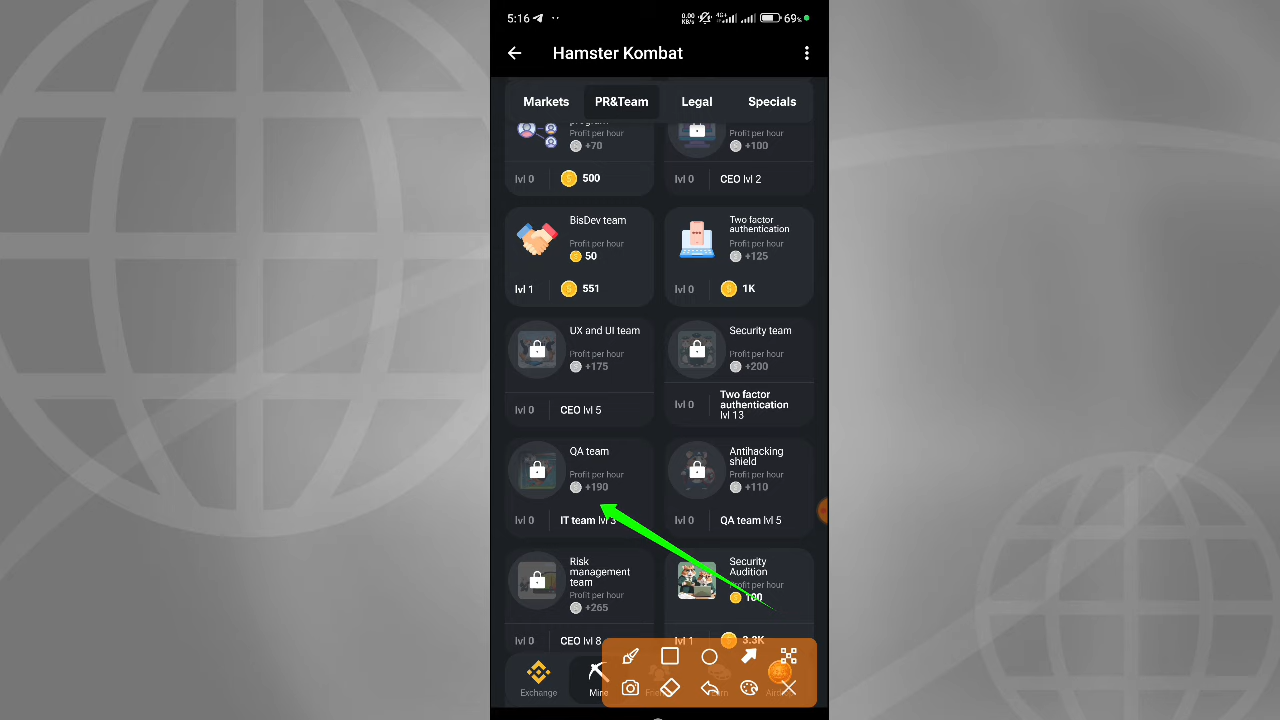 5:16
0.00 KB/s 4G+ 69%
Hamster Kombat
Markets PR&Team Legal Specials
program
Profit per hour
+70
lvl 0 500
Profit per hour
+100
lvl 0 CEO lvl 2
BisDev team
Profit per hour
50
lvl 1 551
Two factor
authentication
Profit per hour
+125
lvl 0 1K
UX and UI team
Profit per hour
+175
lvl 0 CEO lvl 5
Security team
Profit per hour
+200
lvl 0 Two factor
authentication
lvl 13
QA team
Profit per hour
+190
lvl 0 IT team lvl 3
Antihacking
shield
Profit per hour
+110
lvl 0 QA team lvl 5
Risk
management
team
Profit per hour
+265
lvl 0 CEO lvl 8
Security
Audition
Profit per hour
100
lvl 1 3.3K
Exchange Mine